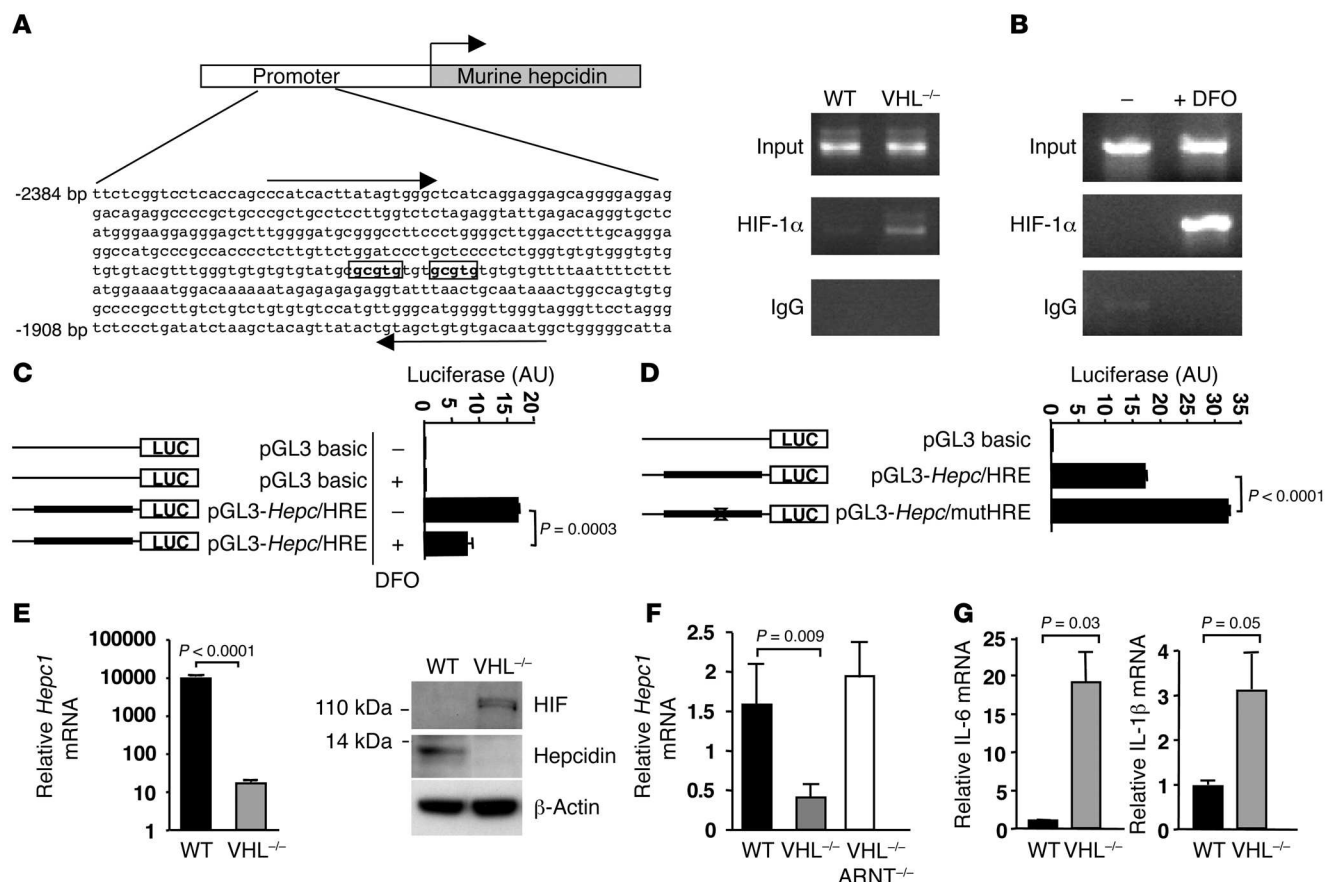 A
Promoter
Murine hepcidin
-2384 bp
ttctcggtcctcaccagcccatcacttatagtgggctcatcaggaggagcaggggaggag
gacagaggccccgctgcccgctgcctccttggtctctagaggtattgagacagggtgctc
atgggaaggagggagctttggggatgcgggccttccctggggcttggacctttgcagggga
ggccatgcccgcccccctcttgttctggatccctgctcccccctctgggtgtgtgggtgtg
tgtgtacgtttgggtgtgtgtgtatgcgcgtgtgtgcgtgtgtgtgttttaattttcttt
atggaaaatggacaaaaaatagagagagaggtatttaactgcaataaactggccagtgtg
gccccgccttgtctgtctgtgtgtccatgttgggcatggggttgggtagggttcctaggg
-1908 bp
tctccctgatatctaagctacagttatactgtagctgtgtgacaatggctgggggcatta
WT VHL–/–
Input
HIF-1α
IgG
B
– + DFO
Input
HIF-1α
IgG
C
Luciferase (AU)
0 5 10 15 20
LUC pGL3 basic –
LUC pGL3 basic +
LUC pGL3-Hepc/HRE –
LUC pGL3-Hepc/HRE +
P = 0.0003
DFO
D
Luciferase (AU)
0 5 10 15 20 25 30 35
LUC pGL3 basic
LUC pGL3-Hepc/HRE
LUC pGL3-Hepc/mutHRE
P < 0.0001
E
Relative Hepc1
mRNA
100000
10000
1000
100
10
1
P < 0.0001
WT VHL–/–
WT VHL–/–
110 kDa
HIF
14 kDa
Hepcidin
β-Actin
F
Relative Hepc1
mRNA
2.5
2
1.5
1
0.5
0
P = 0.009
WT VHL–/– VHL–/–
ARNT–/–
G
Relative IL-6 mRNA
25
20
15
10
5
0
P = 0.03
WT VHL–/–
Relative IL-1β mRNA
4
3
2
1
0
P = 0.05
WT VHL–/–